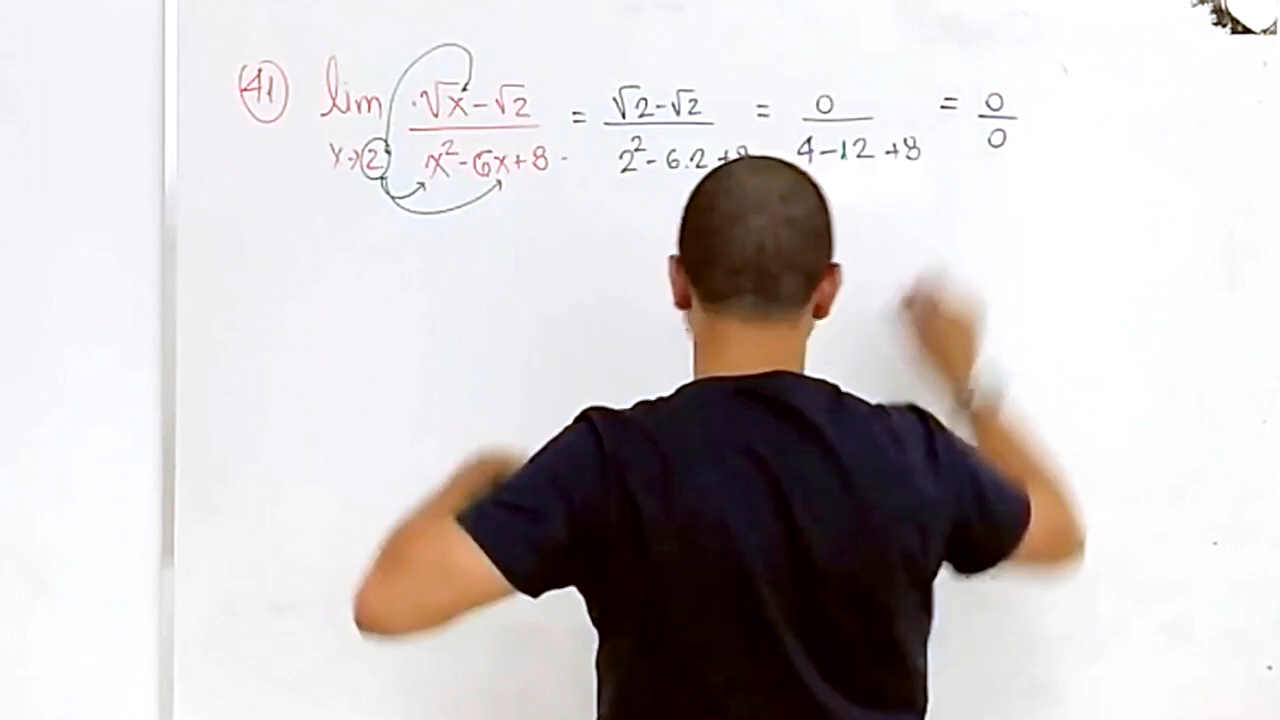 41) lim x→2 (√x - √2)/(x² - 6x + 8) = (√2 - √2)/(2² - 6.2 + 8) = 0/(4 - 12 + 8) = 0/0